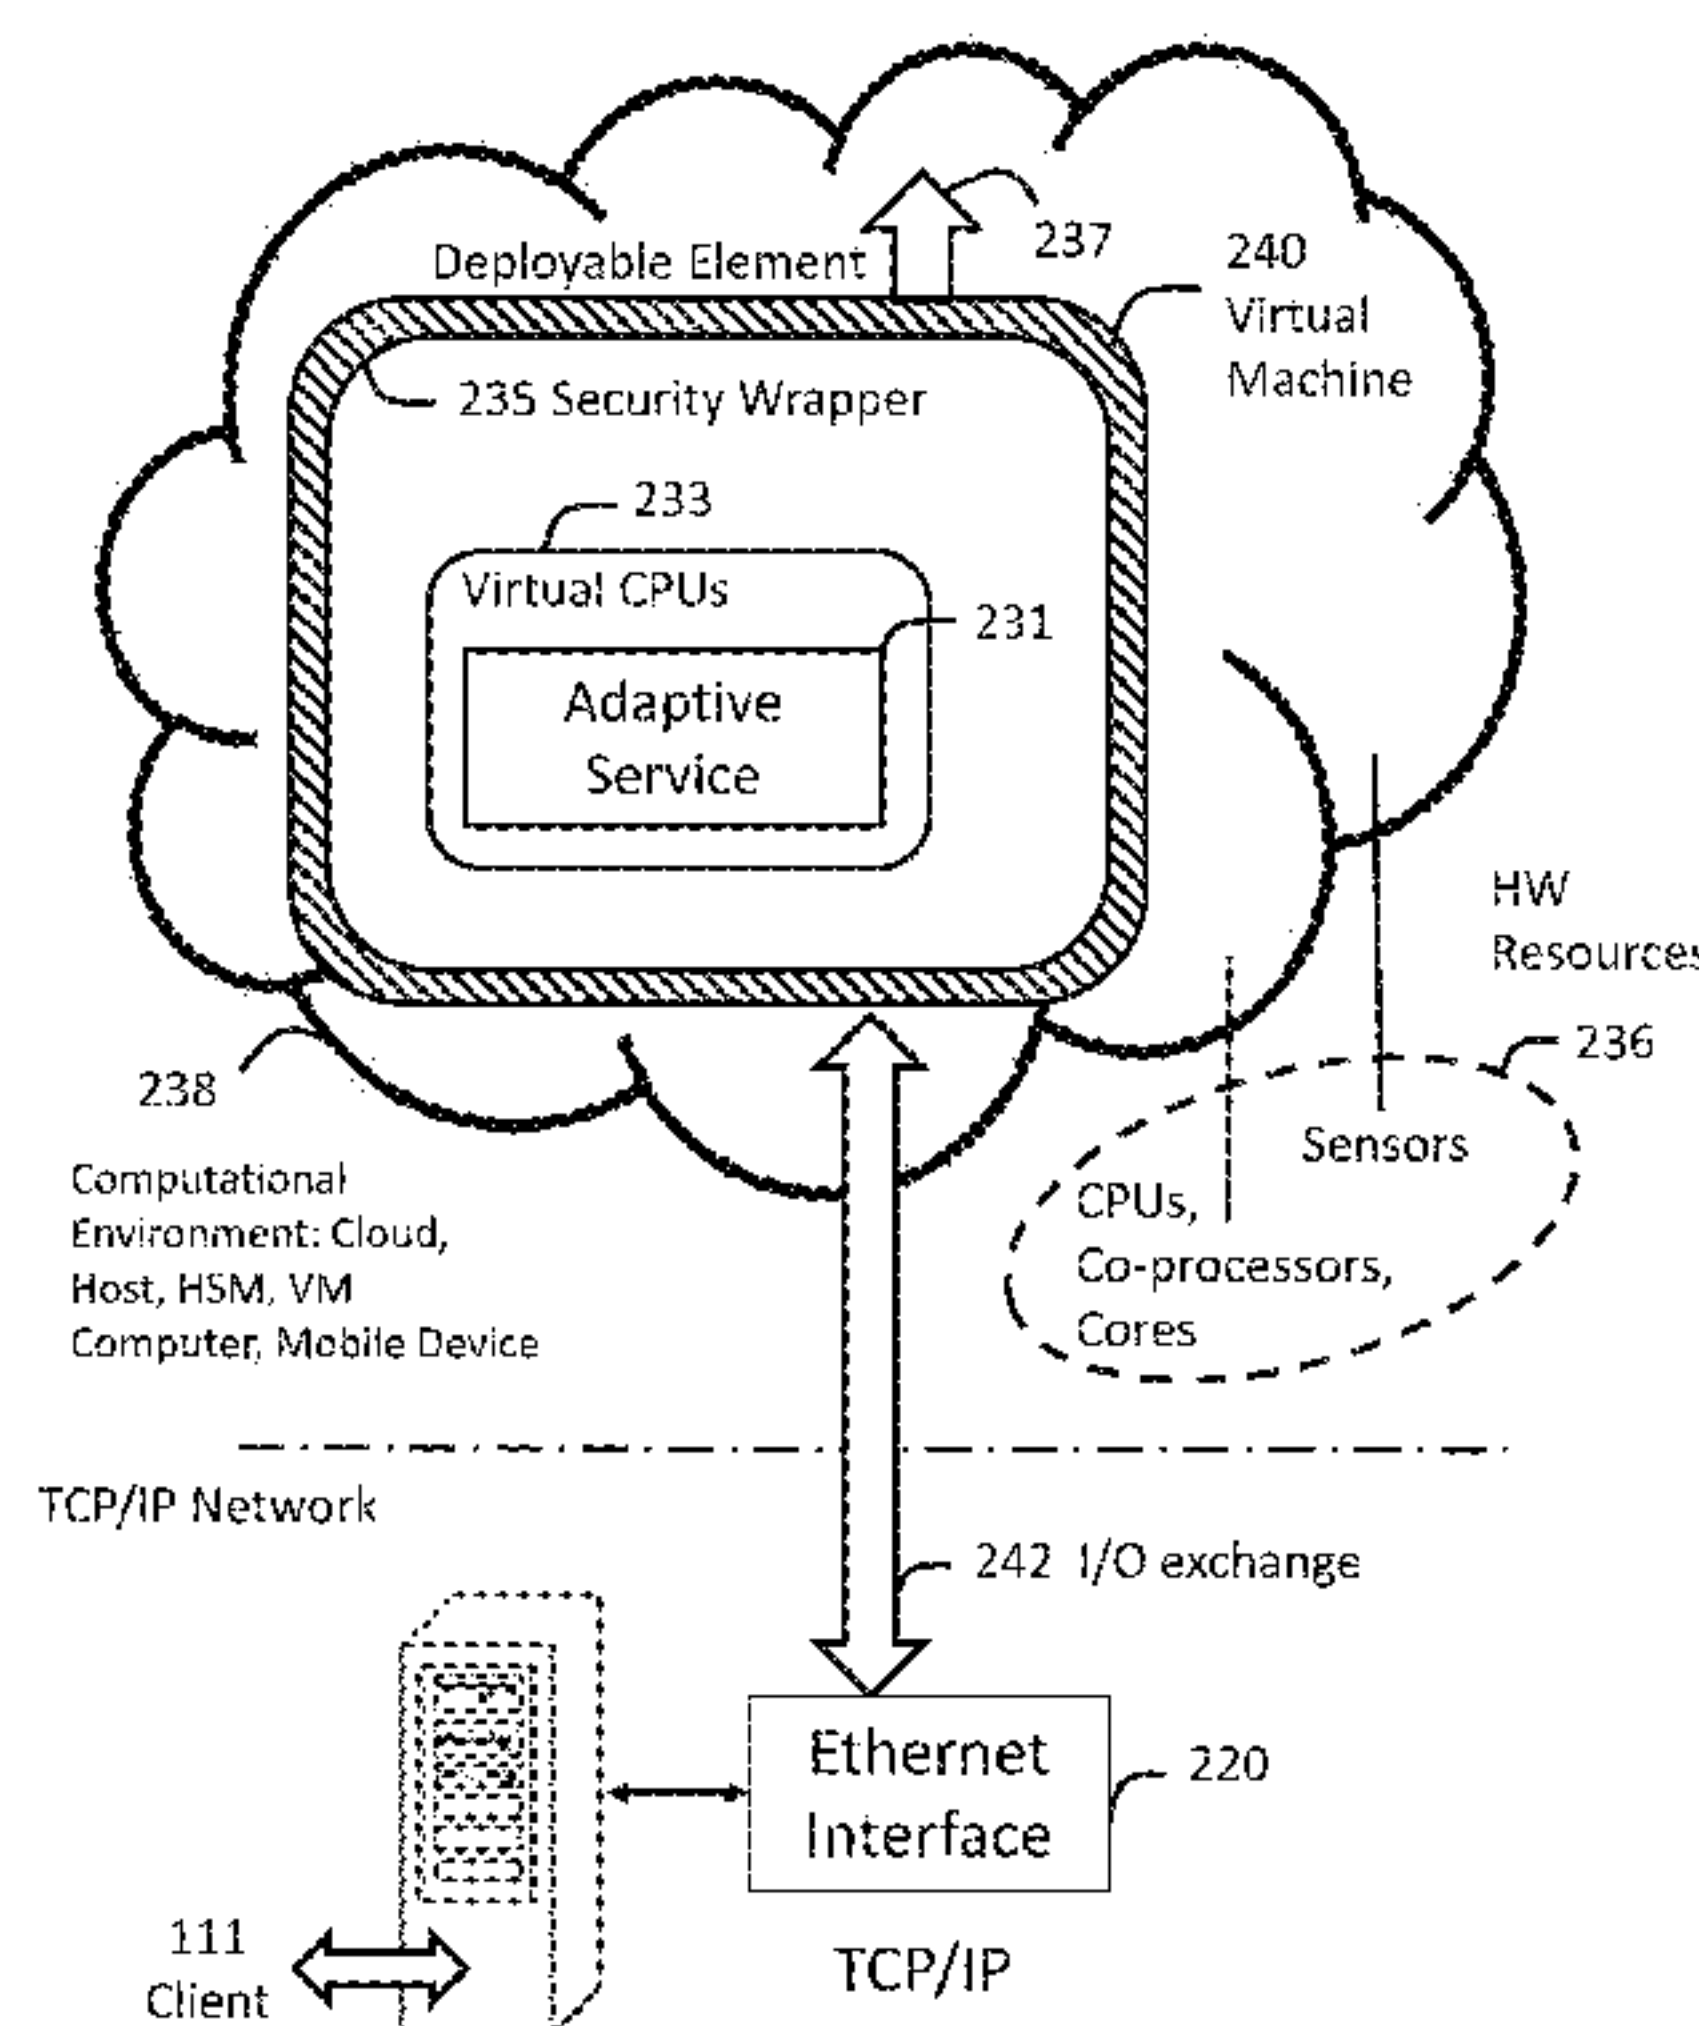 237
Deployable Element
240
Virtual
Machine
235 Security Wrapper
233
Virtual CPUs
231
Adaptive
Service
HW
Resources
236
238
Sensors
CPUs,
Co-processors,
Cores
Computational
Environment: Cloud,
Host, HSM, VM
Computer, Mobile Device
TCP/IP Network
242 I/O exchange
Ethernet
Interface
220
111
Client
TCP/IP